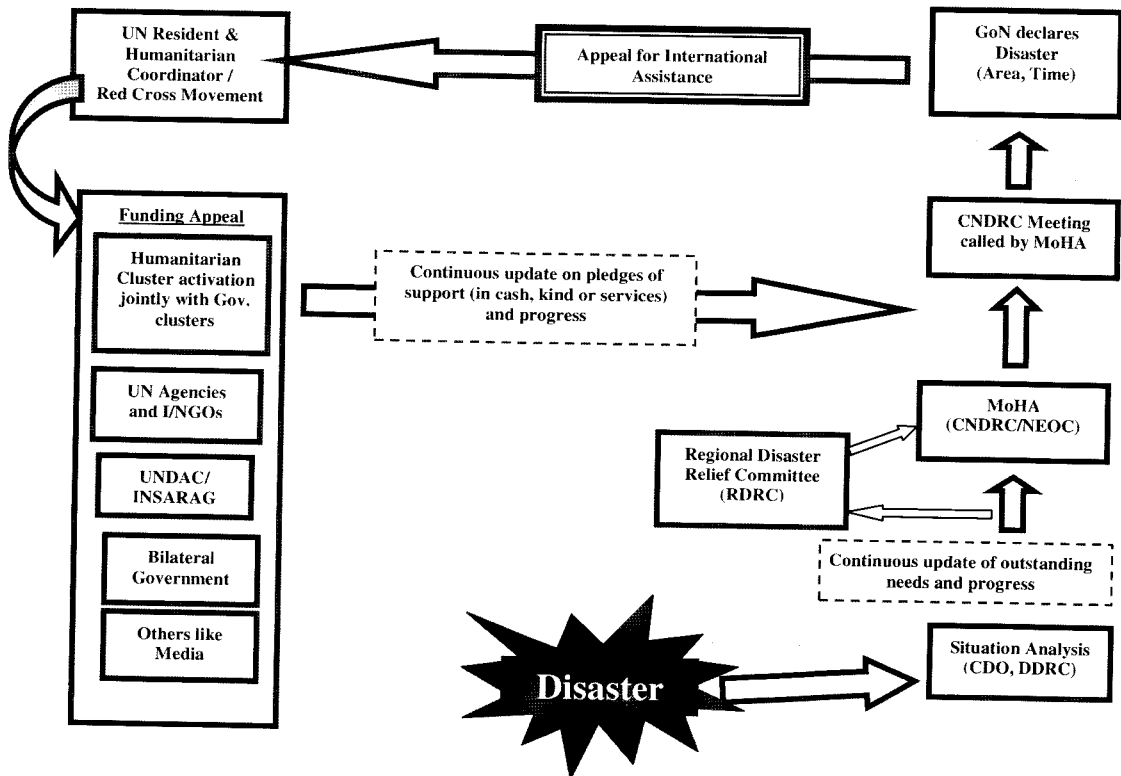 UN Resident &
Humanitarian
Coordinator /
Red Cross Movement
Appeal for International
Assistance
GoN declares
Disaster
(Area, Time)
Funding Appeal
Humanitarian
Cluster activation
jointly with Gov.
clusters
UN Agencies
and I/NGOs
UNDAC/
INSARAG
Bilateral
Government
Others like
Media
Continuous update on pledges of
support (in cash, kind or services)
and progress
CNDRC Meeting
called by MoHA
MoHA
(CNDRC/NEOC)
Regional Disaster
Relief Committee
(RDRC)
Continuous update of outstanding
needs and progress
Situation Analysis
(CDO, DDRC)
Disaster